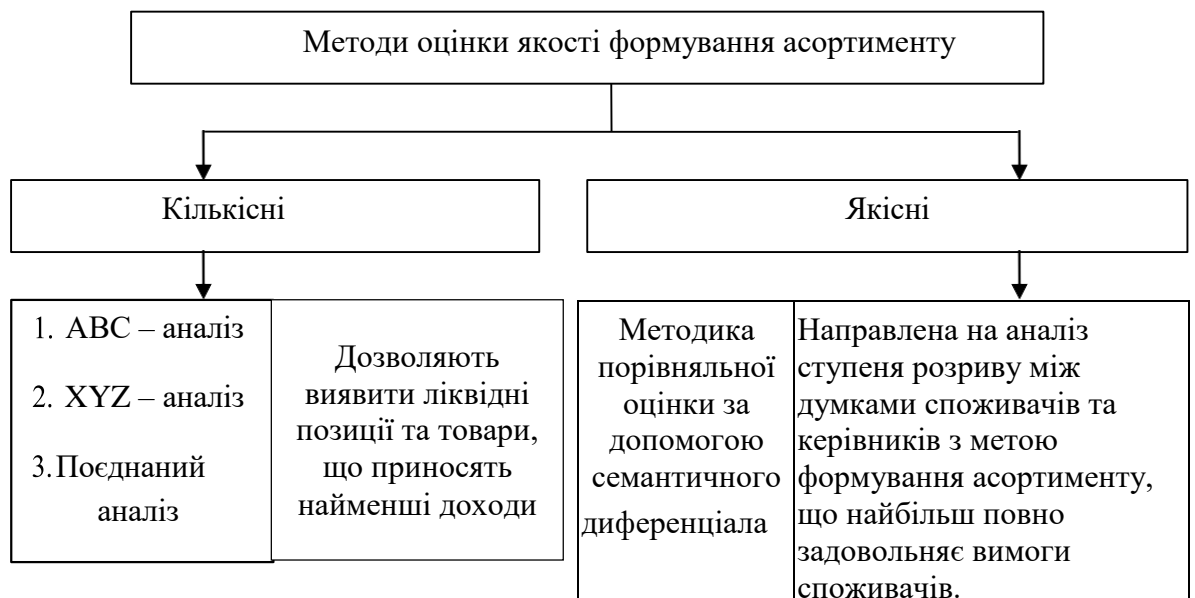 Методи оцінки якості формування асортименту
Кількісні
Якісні
1. АВС – аналіз
2. XYZ – аналіз
3.Поєднаний
аналіз
Дозволяють
виявити ліквідні
позиції та товари,
що приносять
найменші доходи
Методика
порівняльної
оцінки за
допомогою
семантичного
диференціала
Направлена на аналіз
ступеня розриву між
думками споживачів та
керівників з метою
формування асортименту,
що найбільш повно
задовольняє вимоги
споживачів.